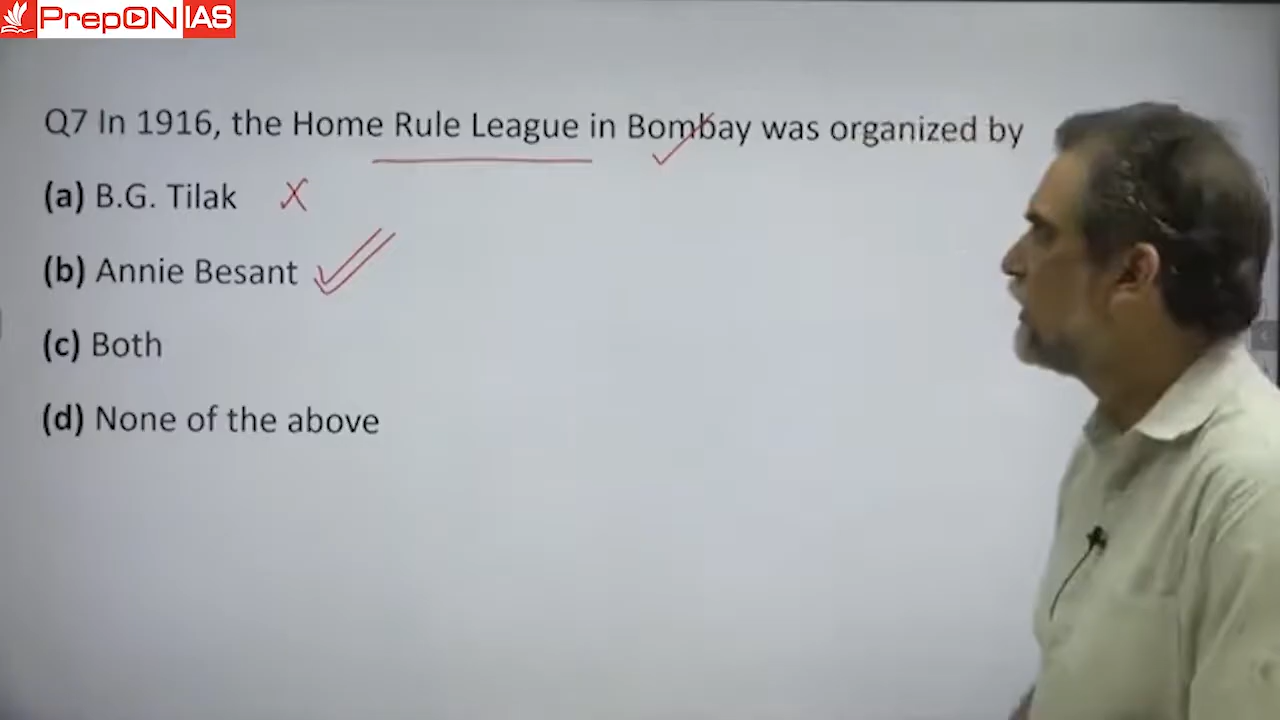 PrepON IAS
Q7 In 1916, the Home Rule League in Bombay was organized by
(a) B.G. Tilak
(b) Annie Besant
(c) Both
(d) None of the above